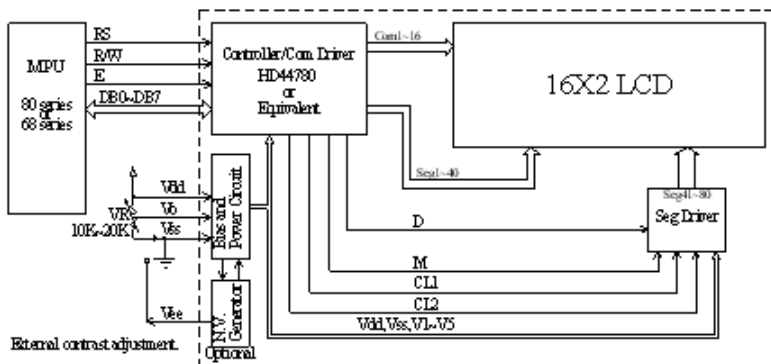 MPU
80 series
or
68 series
RS
R/W
E
DB0~DB7
Controller/Com Driver
HD44780
or
Equivalent
Com1~16
16X2 LCD
Seg1~40
Seg41~80
Seg Driver
D
M
CL1
CL2
Vdd,Vss,V1~V5
Vdd
Vo
Vss
VR
10K~20K
Bias and
Power Circuit
Vee
N.V.
Generator
Optional
External contrast adjustment.